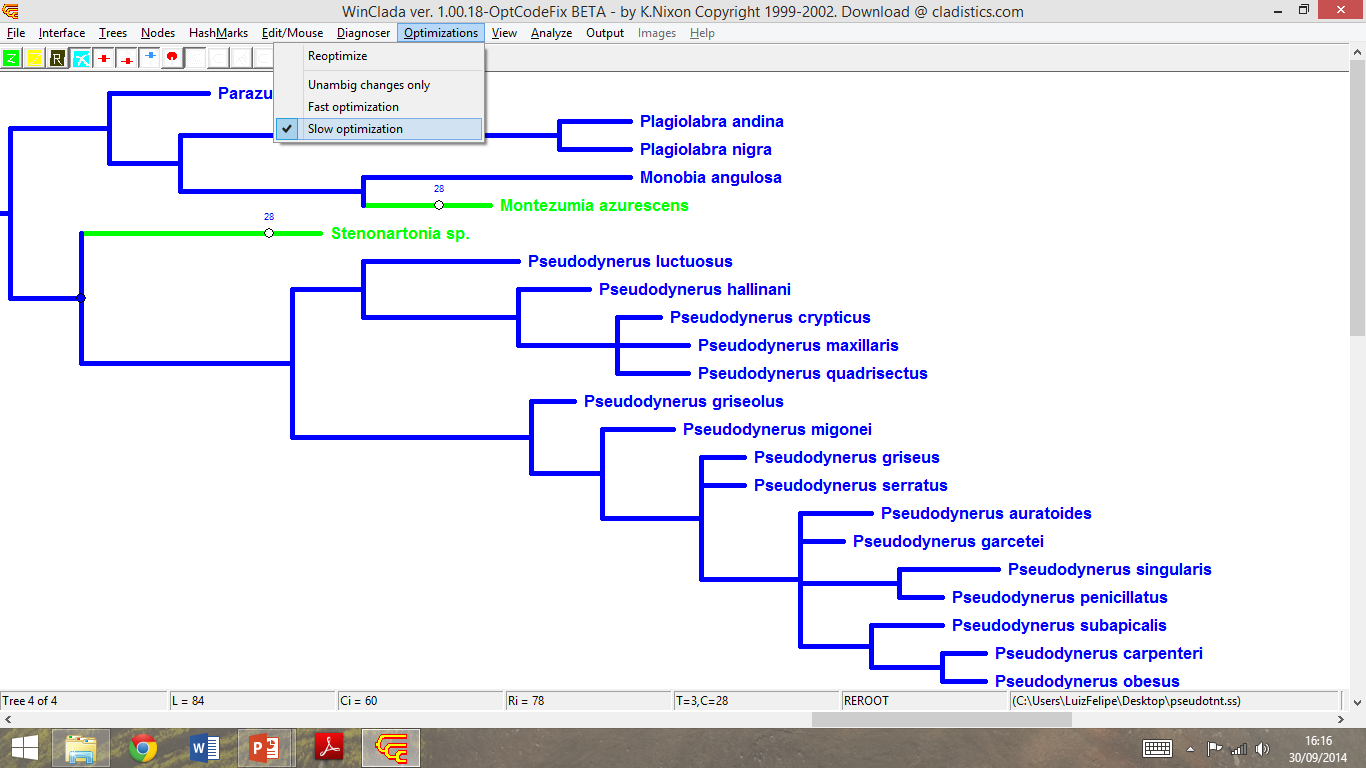 WinClada ver. 1.00.18-OptCodeFix BETA - by K.Nixon Copyright 1999-2002. Download @ cladistics.com
File Interface Trees Nodes HashMarks Edit/Mouse Diagnoser Optimizations View Analyze Output Images Help
Z R
Reoptimize
Unambig changes only
Fast optimization
Slow optimization
Parazu
Plagiolabra andina
Plagiolabra nigra
Monobia angulosa
28
Montezumia azurescens
28
Stenonartonia sp.
Pseudodynerus luctuosus
Pseudodynerus hallinani
Pseudodynerus crypticus
Pseudodynerus maxillaris
Pseudodynerus quadrisectus
Pseudodynerus griseolus
Pseudodynerus migonei
Pseudodynerus griseus
Pseudodynerus serratus
Pseudodynerus auratoides
Pseudodynerus garcetei
Pseudodynerus singularis
Pseudodynerus penicillatus
Pseudodynerus subapicalis
Pseudodynerus carpenteri
Pseudodynerus obesus
Tree 4 of 4 L = 84 Ci = 60 Ri = 78 T=3,C=28 REROOT (C:\Users\LuizFelipe\Desktop\pseudotnt.ss)
16:16
30/09/2014